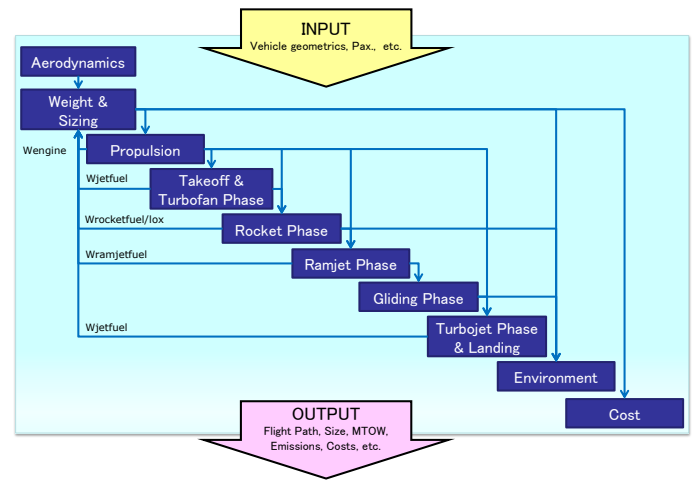 INPUT
Vehicle geometrics, Pax., etc.
Aerodynamics
Weight &
Sizing
Wengine
Propulsion
Wjetfuel
Takeoff &
Turbofan Phase
Wrocketfuel/lox
Rocket Phase
Wramjetfuel
Ramjet Phase
Gliding Phase
Wjetfuel
Turbojet Phase
& Landing
Environment
Cost
OUTPUT
Flight Path, Size, MTOW,
Emissions, Costs, etc.